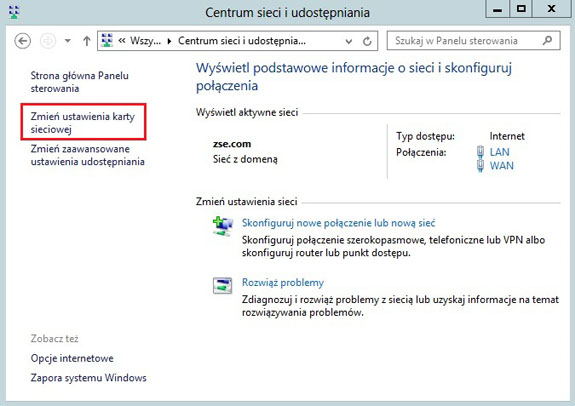 Centrum sieci i udostępniania
« Wszy... Centrum sieci i udostępnia...
Szukaj w Panelu sterowania
Strona główna Panelu
sterowania
Zmień ustawienia karty
sieciowej
Zmień zaawansowane
ustawienia udostępniania
Wyświetl podstawowe informacje o sieci i skonfiguruj
połączenia
Wyświetl aktywne sieci
zse.com
Sieć z domeną
Typ dostępu: Internet
Połączenia: LAN
WAN
Zmień ustawienia sieci
Skonfiguruj nowe połączenie lub nową sieć
Skonfiguruj połączenie szerokopasmowe, telefoniczne lub VPN albo
skonfiguruj router lub punkt dostępu.
Rozwiąż problemy
Zdiagnozuj i rozwiąż problemy z siecią lub uzyskaj informacje na temat
rozwiązywania problemów.
Zobacz też
Opcje internetowe
Zapora systemu Windows